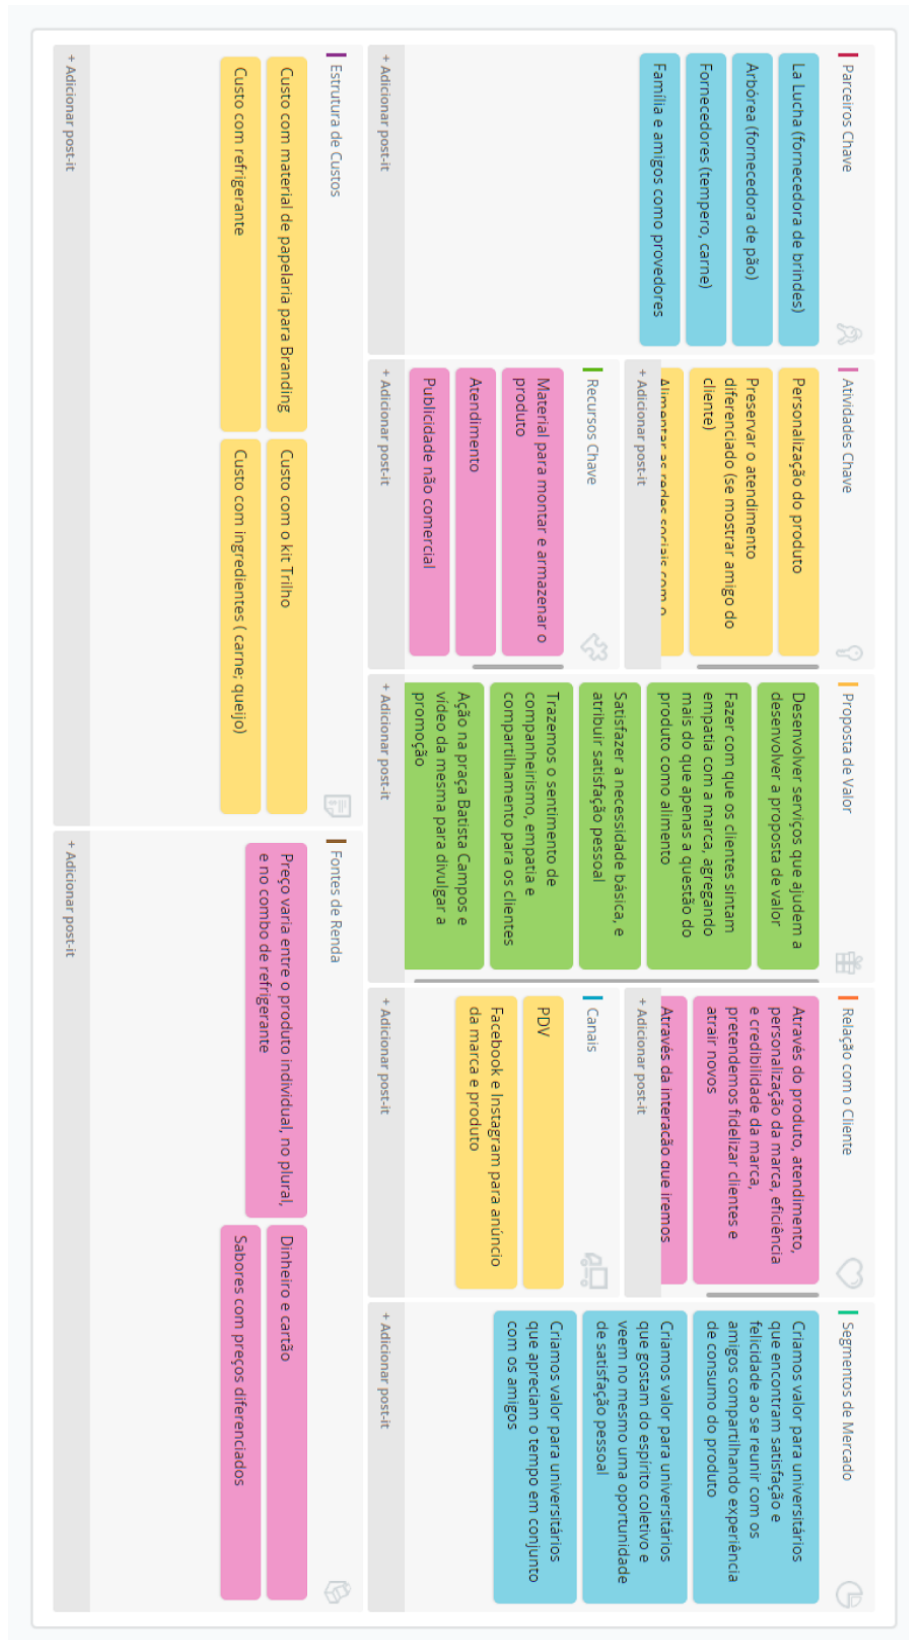 Parceiros Chave
La Lucha (fornecedora de brindes)
Arbórea (fornecedora de pão)
Fornecedores (tempero, carne)
Família e amigos como provedores
+ Adicionar post-it
Atividades Chave
Personalização do produto
Preservar o atendimento
diferenciado (se mostrar amigo do
cliente)
Alimentar as redes sociais com o
+ Adicionar post-it
Recursos Chave
Material para montar e armazenar o
produto
Atendimento
Publicidade não comercial
+ Adicionar post-it
Proposta de Valor
Desenvolver serviços que ajudem a
desenvolver a proposta de valor
Fazer com que os clientes sintam
empatia com a marca, agregando
mais do que apenas a questão do
produto como alimento
Satisfazer a necessidade básica, e
atribuir satisfação pessoal
Trazemos o sentimento de
companheirismo, empatia e
compartilhamento para os clientes
Ação na praça Batista Campos e
vídeo da mesma para divulgar a
promoção
+ Adicionar post-it
Relação com o Cliente
Através do produto, atendimento,
personalização da marca, eficiência
e credibilidade da marca,
pretendemos fidelizar clientes e
atrair novos
Através da interação que iremos
+ Adicionar post-it
Canais
PDV
Facebook e Instagram para anúncio
da marca e produto
+ Adicionar post-it
Segmentos de Mercado
Criamos valor para universitários
que encontram satisfação e
felicidade ao se reunir com os
amigos compartilhando experiência
de consumo do produto
Criamos valor para universitários
que gostam do espírito coletivo e
veem no mesmo uma oportunidade
de satisfação pessoal
Criamos valor para universitários
que apreciam o tempo em conjunto
com os amigos
+ Adicionar post-it
Estrutura de Custos
Custo com material de papelaria para Branding
Custo com o kit Trilho
Custo com refrigerante
Custo com ingredientes ( carne; queijo)
+ Adicionar post-it
Fontes de Renda
Preço varia entre o produto individual, no plural,
e no combo de refrigerante
Dinheiro e cartão
Sabores com preços diferenciados
+ Adicionar post-it